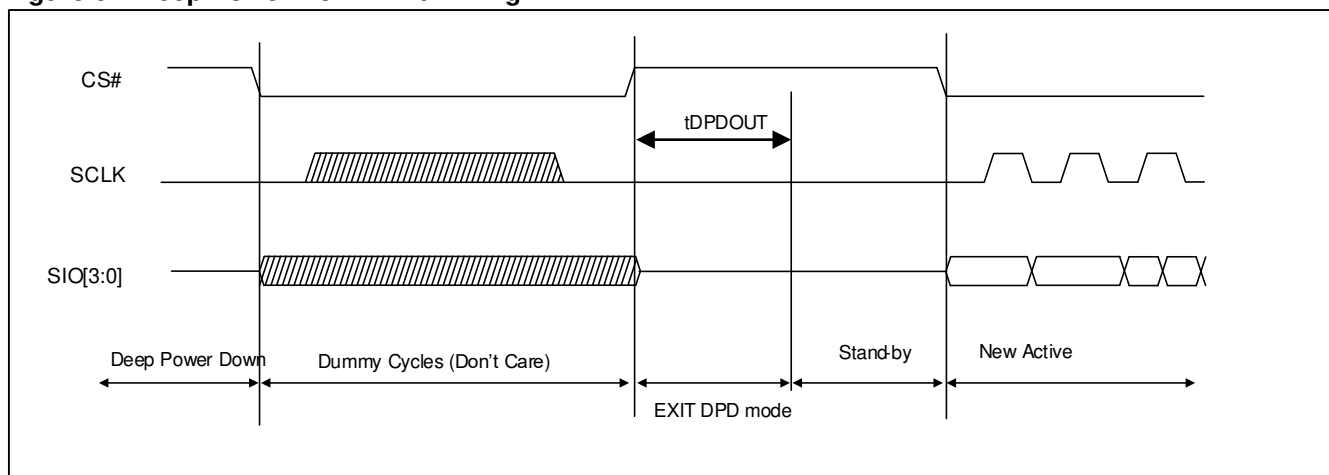 CS#
tDPDOUT
SCLK
SIO[3:0]
Deep Power Down
Dummy Cycles (Don't Care)
Stand-by
New Active
EXIT DPD mode